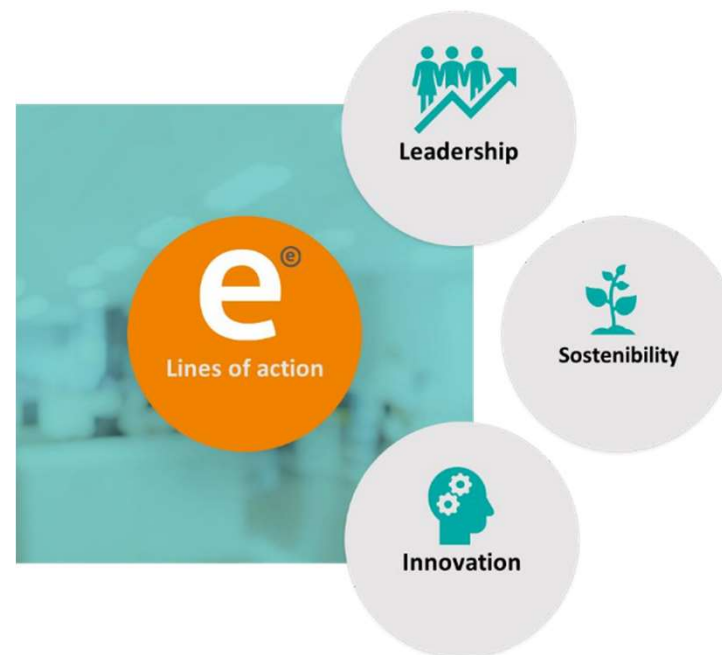 Leadership
e
e
Lines of action
Sostenibility
Innovation